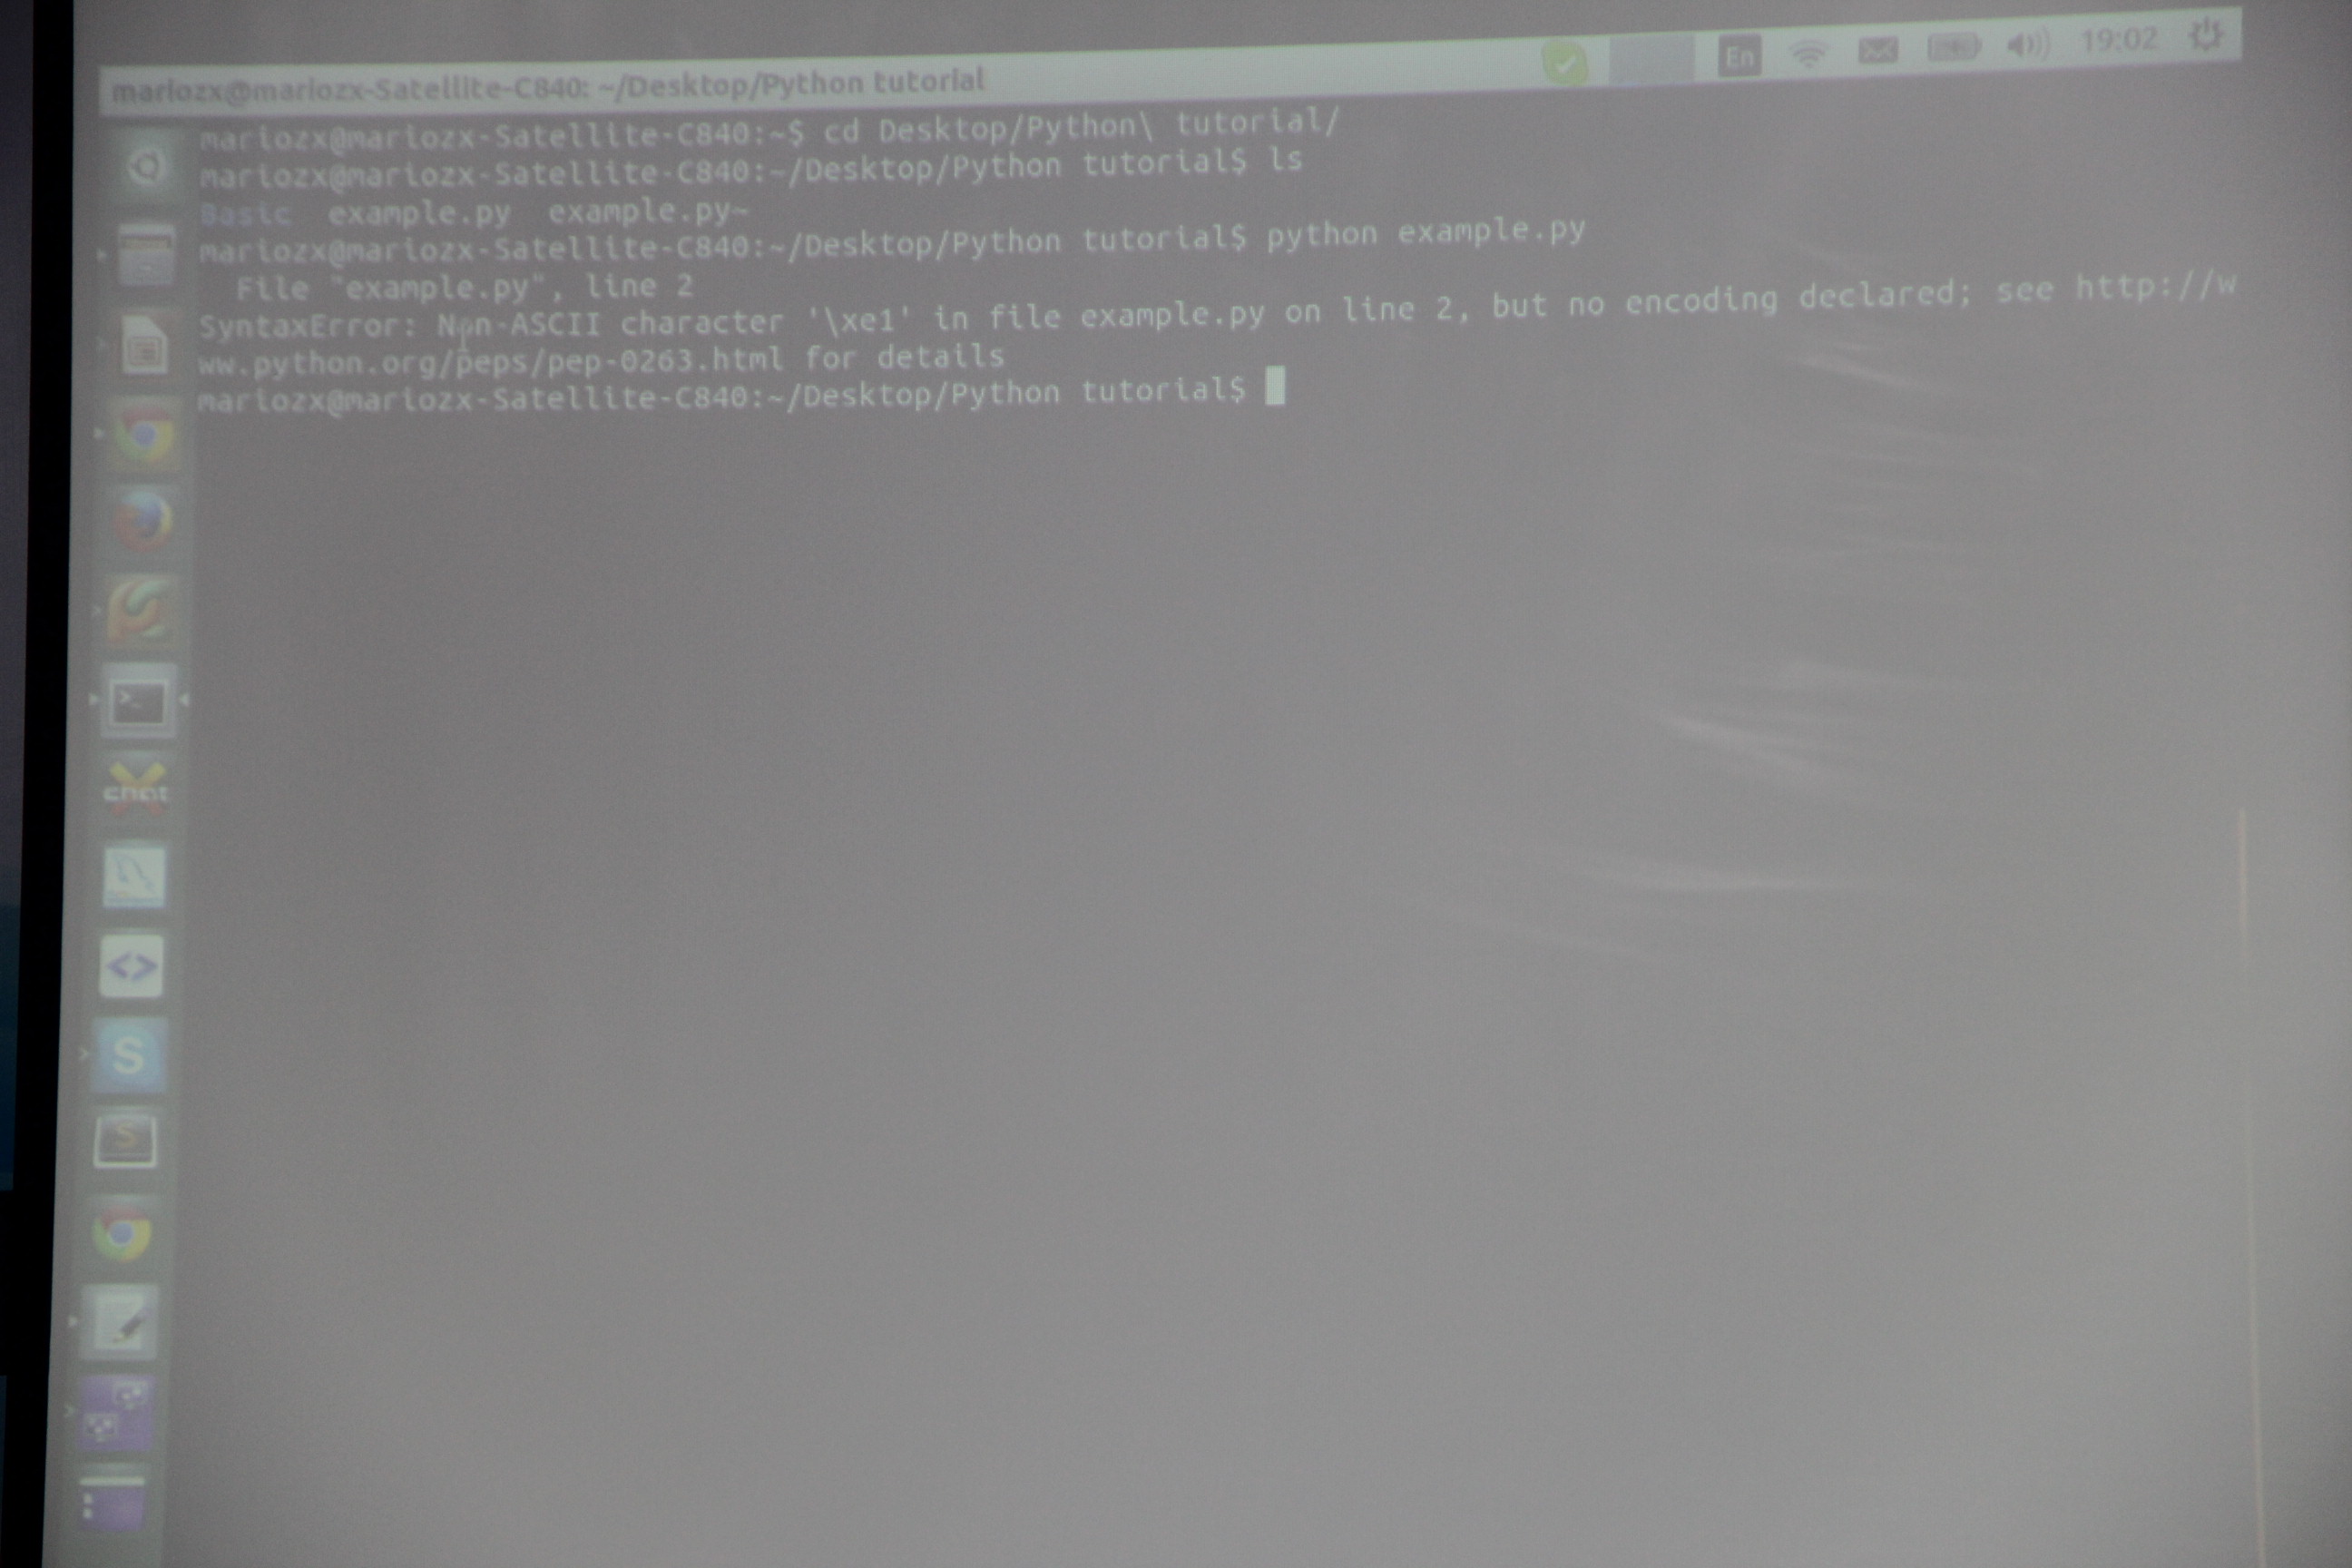 mariozx@mariozx-Satellite-C840: ~/Desktop/Python tutorial
En
19:02
mariozx@mariozx-Satellite-C840:~$ cd Desktop/Python\ tutorial/
mariozx@mariozx-Satellite-C840:~/Desktop/Python tutorial$ ls
Basic  example.py  example.py~
mariozx@mariozx-Satellite-C840:~/Desktop/Python tutorial$ python example.py
  File "example.py", line 2
SyntaxError: Non-ASCII character '\xe1' in file example.py on line 2, but no encoding declared; see http://w
ww.python.org/peps/pep-0263.html for details
mariozx@mariozx-Satellite-C840:~/Desktop/Python tutorial$
>_
chat
<>
S
S